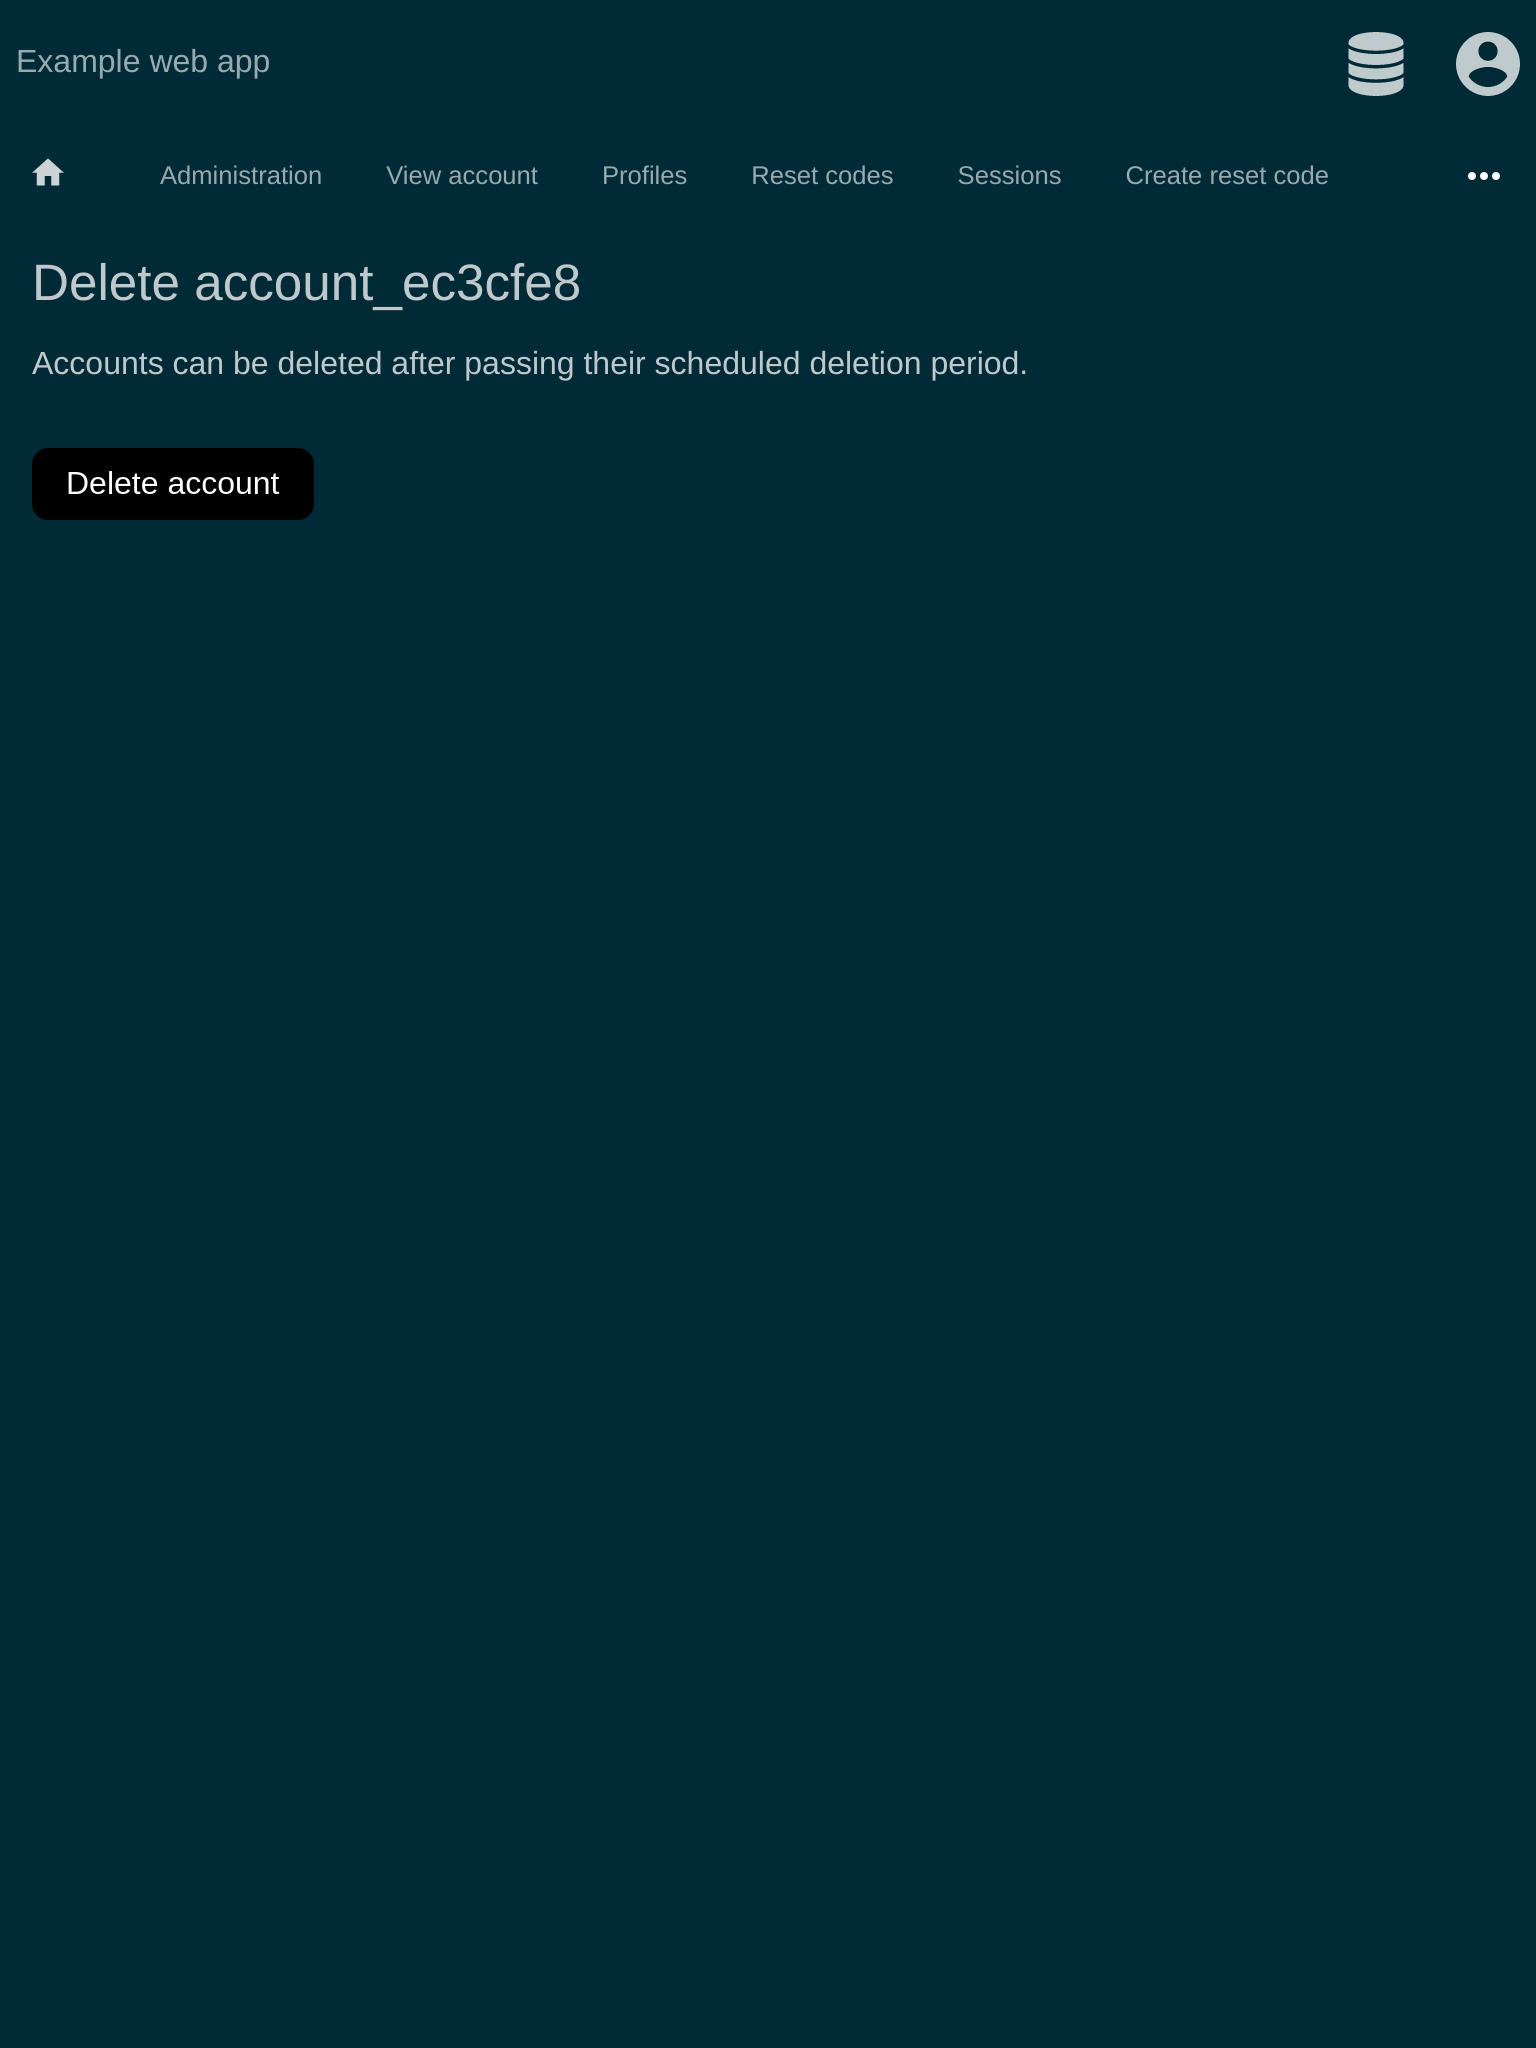 Example web app
Administration View account Profiles Reset codes Sessions Create reset code
Delete account_ec3cfe8
Accounts can be deleted after passing their scheduled deletion period.
Delete account